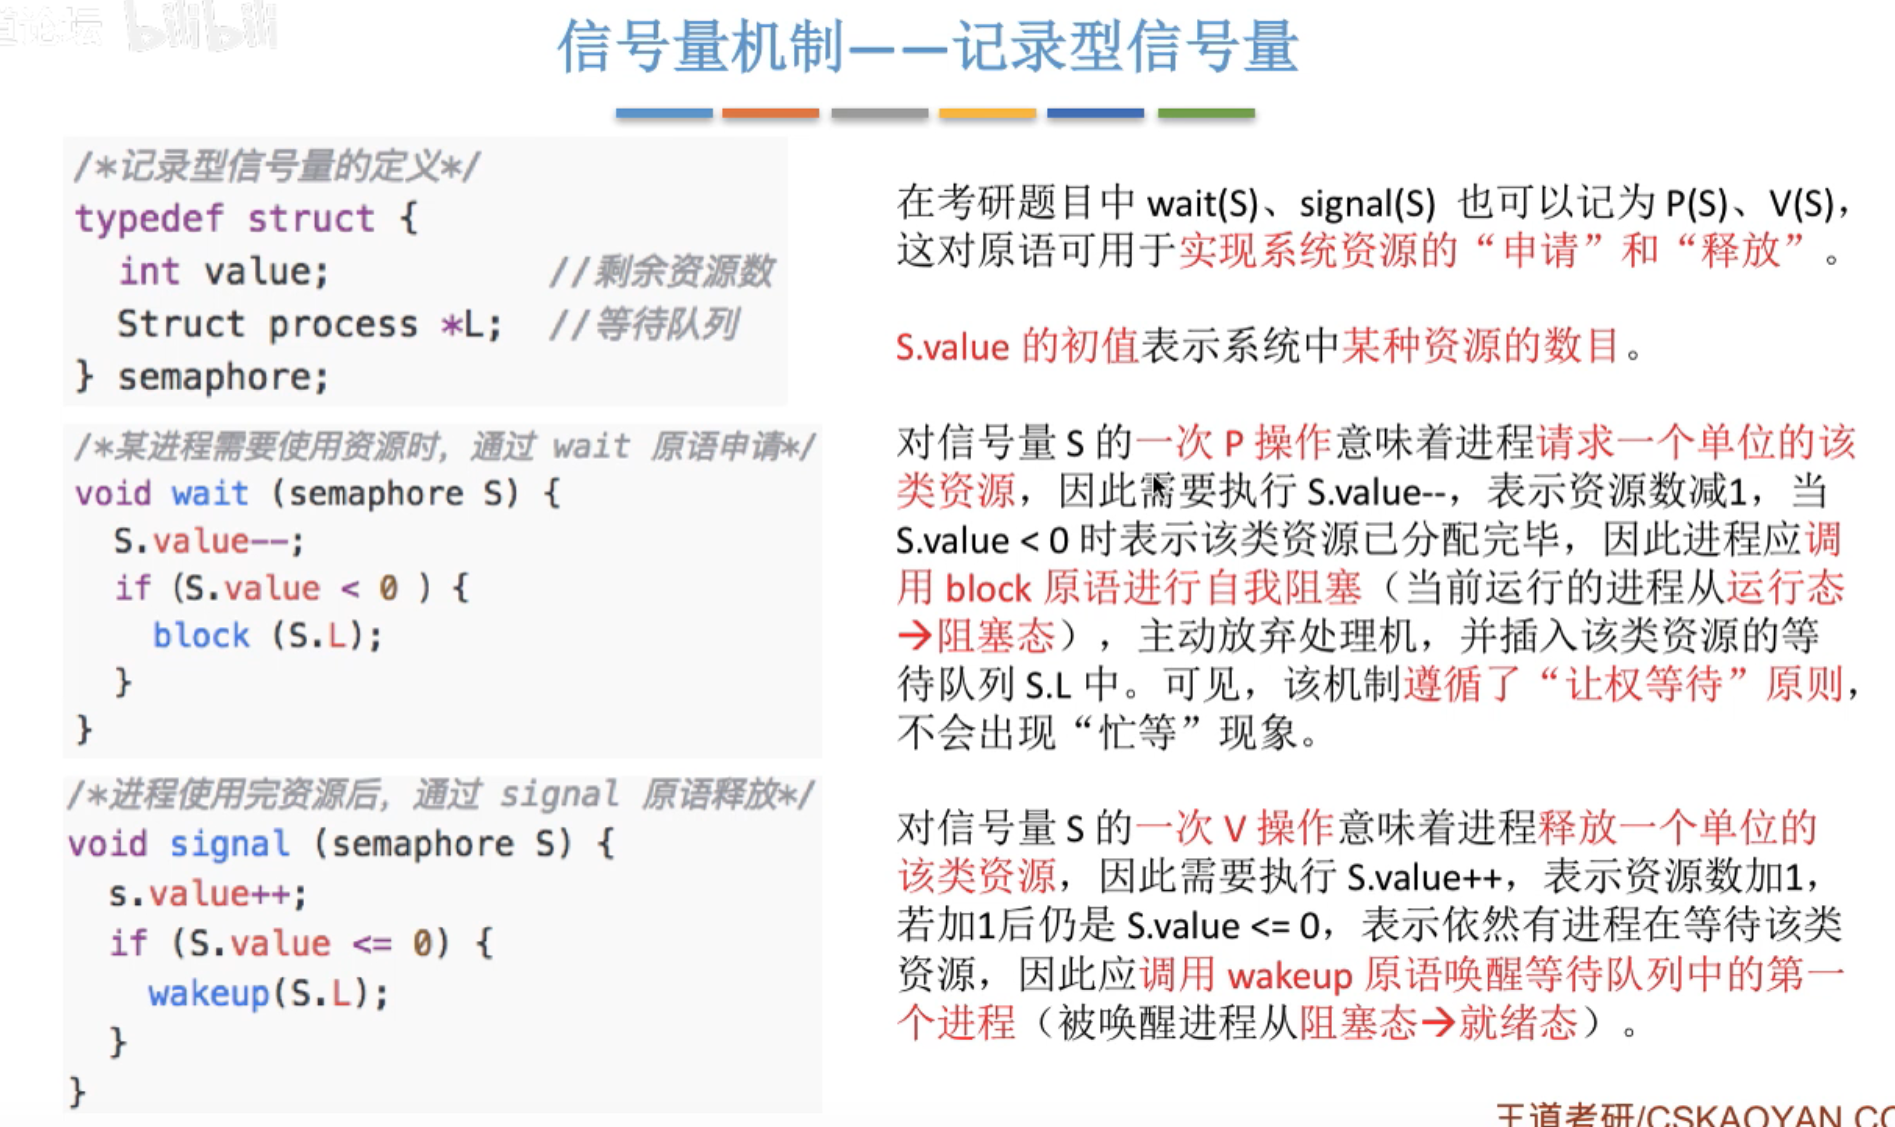 道论坛 bilibili
信号量机制——记录型信号量
/*记录型信号量的定义*/
typedef struct {
int value; //剩余资源数
Struct process *L; //等待队列
} semaphore;
/*某进程需要使用资源时，通过 wait 原语申请*/
void wait (semaphore S) {
S.value--;
if (S.value < 0 ) {
block (S.L);
}
}
/*进程使用完资源后，通过 signal 原语释放*/
void signal (semaphore S) {
s.value++;
if (S.value <= 0) {
wakeup(S.L);
}
}
在考研题目中 wait(S)、signal(S) 也可以记为 P(S)、V(S)，
这对原语可用于实现系统资源的“申请”和“释放”。
S.value 的初值表示系统中某种资源的数目。
对信号量 S 的一次 P 操作意味着进程请求一个单位的该
类资源，因此需要执行 S.value--，表示资源数减1，当
S.value < 0 时表示该类资源已分配完毕，因此进程应调
用 block 原语进行自我阻塞（当前运行的进程从运行态
→阻塞态），主动放弃处理机，并插入该类资源的等
待队列 S.L 中。可见，该机制遵循了“让权等待”原则，
不会出现“忙等”现象。
对信号量 S 的一次 V 操作意味着进程释放一个单位的
该类资源，因此需要执行 S.value++，表示资源数加1，
若加1后仍是 S.value <= 0，表示依然有进程在等待该类
资源，因此应调用 wakeup 原语唤醒等待队列中的第一
个进程（被唤醒进程从阻塞态→就绪态）。
王道考研/CSKAOYAN.CO